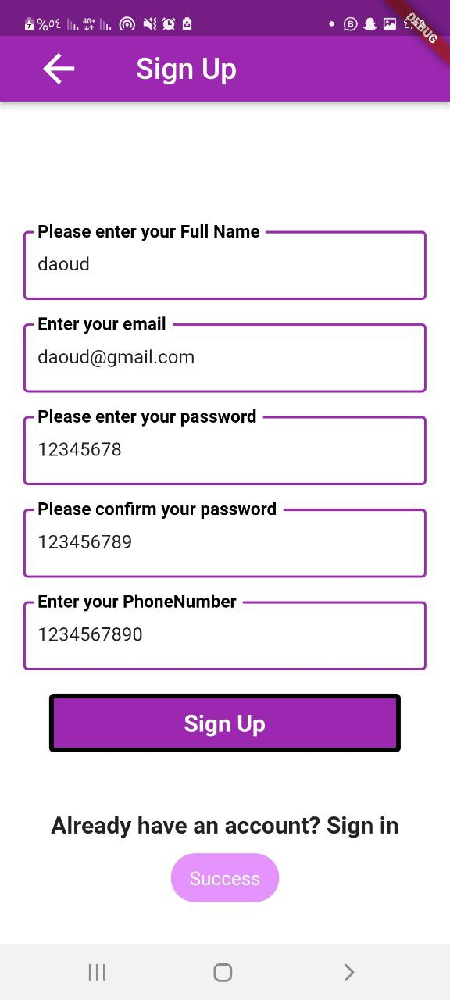 %٥٤
4G+
B
DEBUG
Sign Up
Please enter your Full Name
daoud
Enter your email
daoud@gmail.com
Please enter your password
12345678
Please confirm your password
123456789
Enter your PhoneNumber
1234567890
Sign Up
Already have an account? Sign in
Success